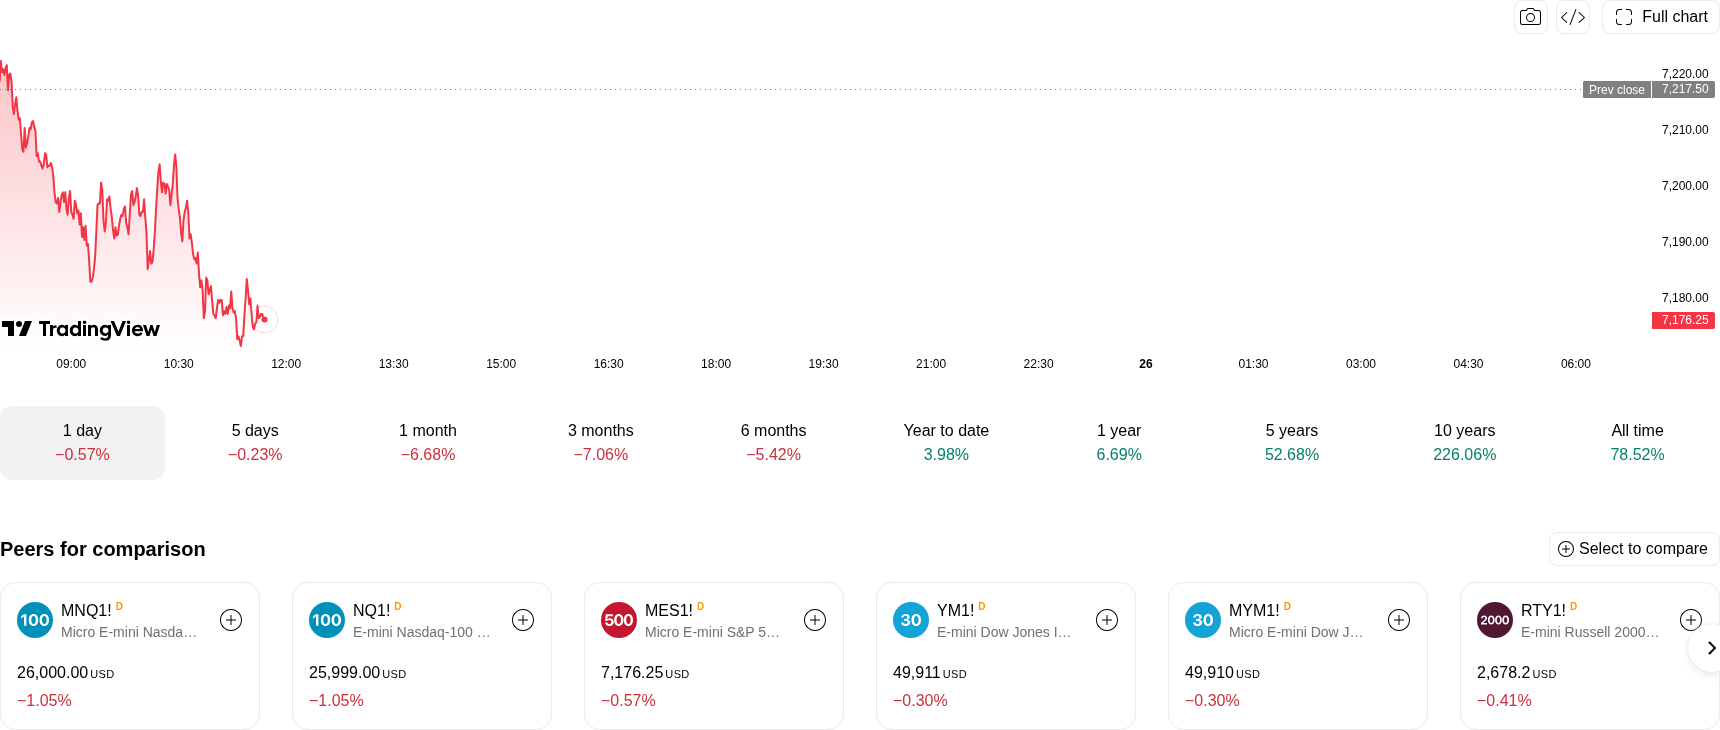 Full chart
7,220.00
Prev close 7,217.50
7,210.00
7,200.00
7,190.00
7,180.00
7,176.25
TradingView
09:00 10:30 12:00 13:30 15:00 16:30 18:00 19:30 21:00 22:30 26 01:30 03:00 04:30 06:00
1 day 5 days 1 month 3 months 6 months Year to date 1 year 5 years 10 years All time
−0.57% −0.23% −6.68% −7.06% −5.42% 3.98% 6.69% 52.68% 226.06% 78.52%
Peers for comparison
Select to compare
100 MNQ1! D
Micro E-mini Nasda…
26,000.00 USD
−1.05%
100 NQ1! D
E-mini Nasdaq-100 …
25,999.00 USD
−1.05%
500 MES1! D
Micro E-mini S&P 5…
7,176.25 USD
−0.57%
30 YM1! D
E-mini Dow Jones I…
49,911 USD
−0.30%
30 MYM1! D
Micro E-mini Dow J…
49,910 USD
−0.30%
2000 RTY1! D
E-mini Russell 2000…
2,678.2 USD
−0.41%